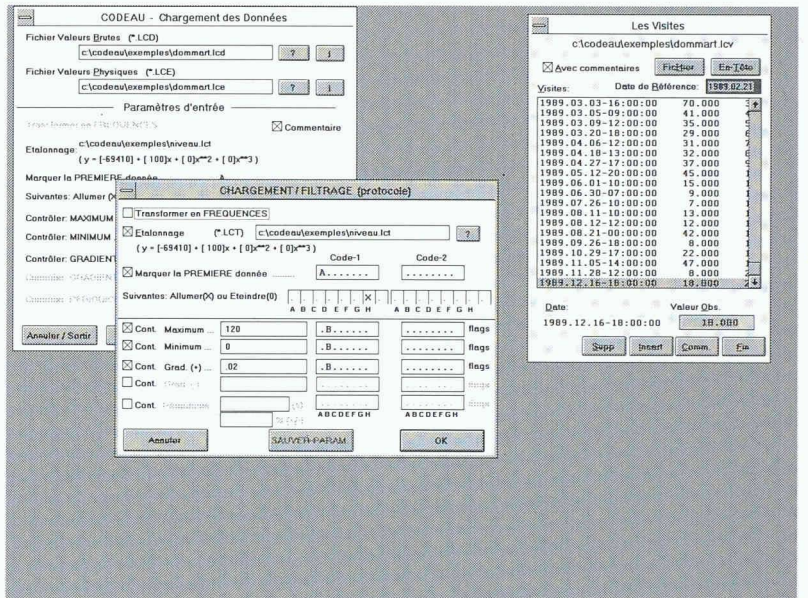 CODEAU - Chargement des Données
Fichier Valeurs Brutes (*.LCD)
c:\codeau\exemples\dommart.lcd ? i
Fichier Valeurs Physiques (*.LCE)
c:\codeau\exemples\dommart.lce ? i
Paramètres d'entrée
Transformer en FREQUENCES
Commentaire
Etalonnage: c:\codeau\exemples\niveau.lct
( y = [-69410] + [ 100]x + [ 0]x**2 + [ 0]x**3 )
Marquer la PREMIERE donnée A
Suivantes: Allumer
Contrôler: MAXIMUM
Contrôler: MINIMUM
Contrôler: GRADIENT
Annuler / Sortir
CHARGEMENT / FILTRAGE (protocole)
Transformer en FREQUENCES
Etalonnage (*.LCT) c:\codeau\exemples\niveau.lct ?
( y = [-69410] + [ 100]x + [ 0]x**2 + [ 0]x**3 )
Code-1 Code-2
Marquer la PREMIERE donnée ........ A....... ........
Suivantes: Allumer(X) ou Eteindre(0) . . . . . . . X . . . . . . . .
A B C D E F G H A B C D E F G H
Cont. Maximum ... 120 .B...... ........ flags
Cont. Minimum ... 0 .B...... ........ flags
Cont. Grad. (+) ... .02 .B...... ........ flags
Cont.
Cont.
ABCDEFGH ABCDEFGH
Annuler SAUVER-PARAM OK
Les Visites
c:\codeau\exemples\dommart.lcv
Avec commentaires Fichier En-Tête
Visites: Date de Référence: 1989.02.21
1989.03.03-16:00:00 70.000
1989.03.05-09:00:00 41.000
1989.03.09-12:00:00 35.000
1989.03.20-18:00:00 29.000
1989.04.06-12:00:00 31.000
1989.04.18-13:00:00 32.000
1989.04.27-17:00:00 37.000
1989.05.12-20:00:00 45.000
1989.06.01-10:00:00 15.000
1989.06.30-07:00:00 9.000
1989.07.26-10:00:00 7.000
1989.08.11-10:00:00 13.000
1989.08.12-12:00:00 12.000
1989.08.21-00:00:00 42.000
1989.09.26-18:00:00 8.000
1989.10.29-17:00:00 22.000
1989.11.05-14:00:00 47.000
1989.11.28-12:00:00 8.000
1989.12.16-18:00:00 18.000
Date: Valeur Obs.
1989.12.16-18:00:00 18.000
Supp Insert Comm. Fin